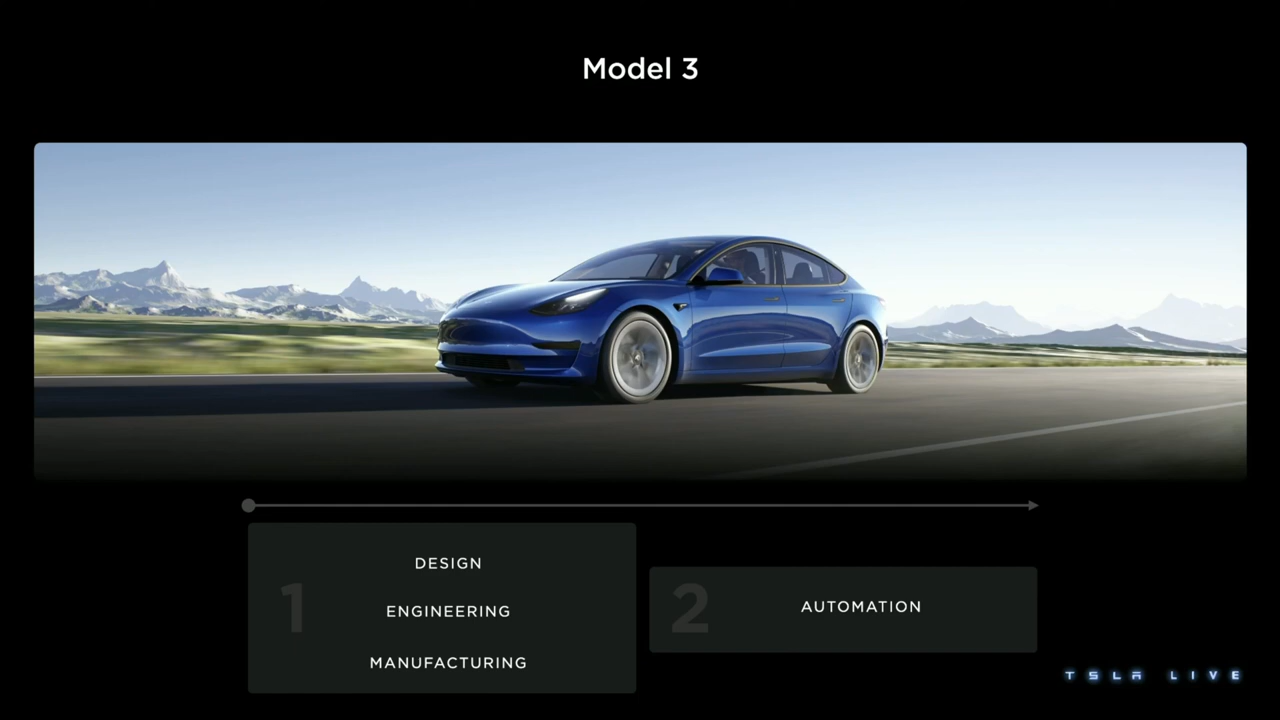 Model 3
1
DESIGN
ENGINEERING
MANUFACTURING
2
AUTOMATION
TSLA LIVE